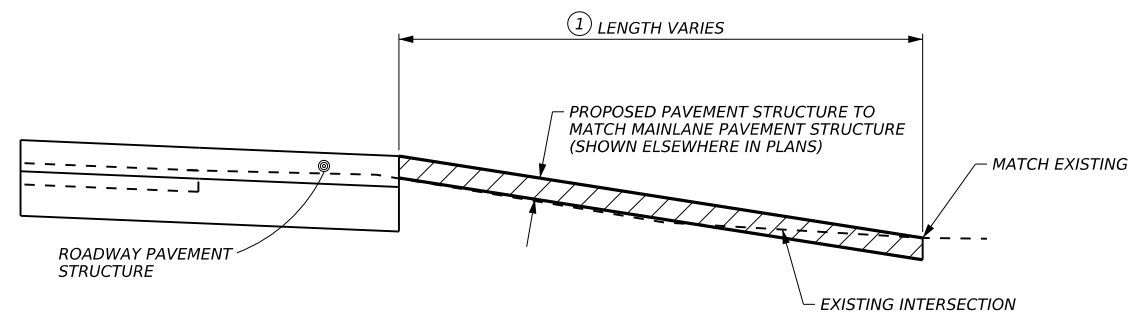 1 LENGTH VARIES
PROPOSED PAVEMENT STRUCTURE TO
MATCH MAINLANE PAVEMENT STRUCTURE
(SHOWN ELSEWHERE IN PLANS)
MATCH EXISTING
ROADWAY PAVEMENT
STRUCTURE
EXISTING INTERSECTION